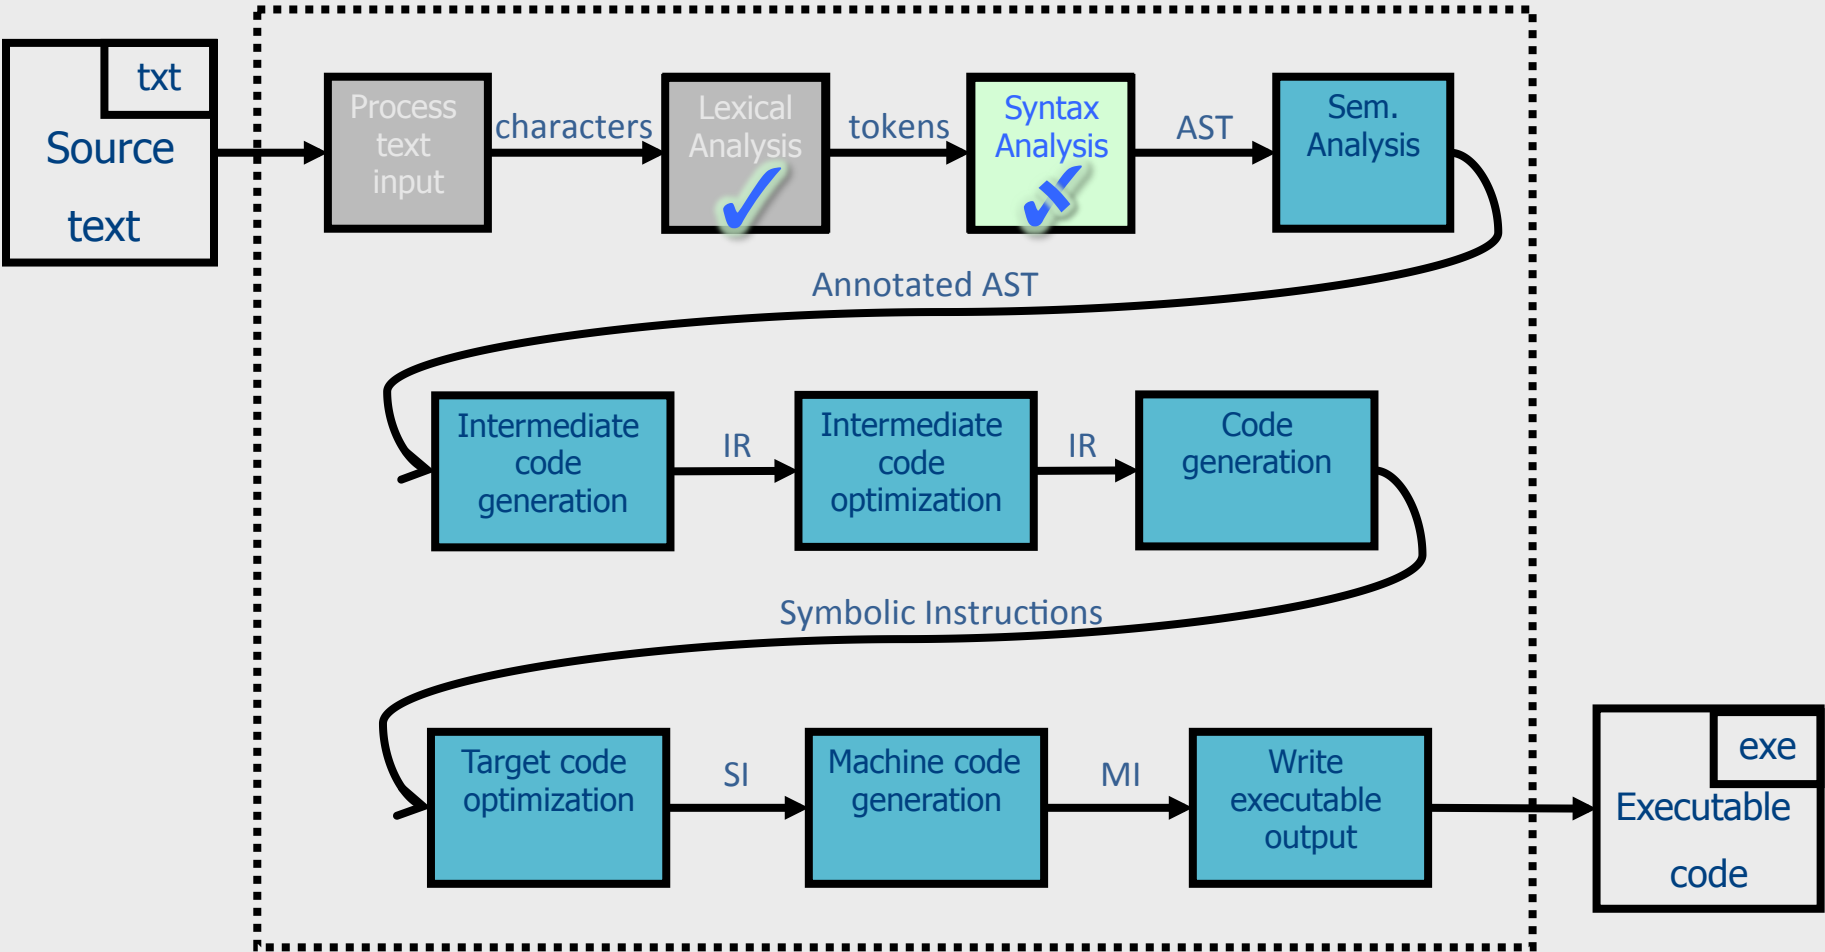 txt
Source
text
Process
text
input
characters
Lexical
Analysis
tokens
Syntax
Analysis
AST
Sem.
Analysis
Annotated AST
Intermediate
code
generation
IR
Intermediate
code
optimization
IR
Code
generation
Symbolic Instructions
Target code
optimization
SI
Machine code
generation
MI
Write
executable
output
exe
Executable
code